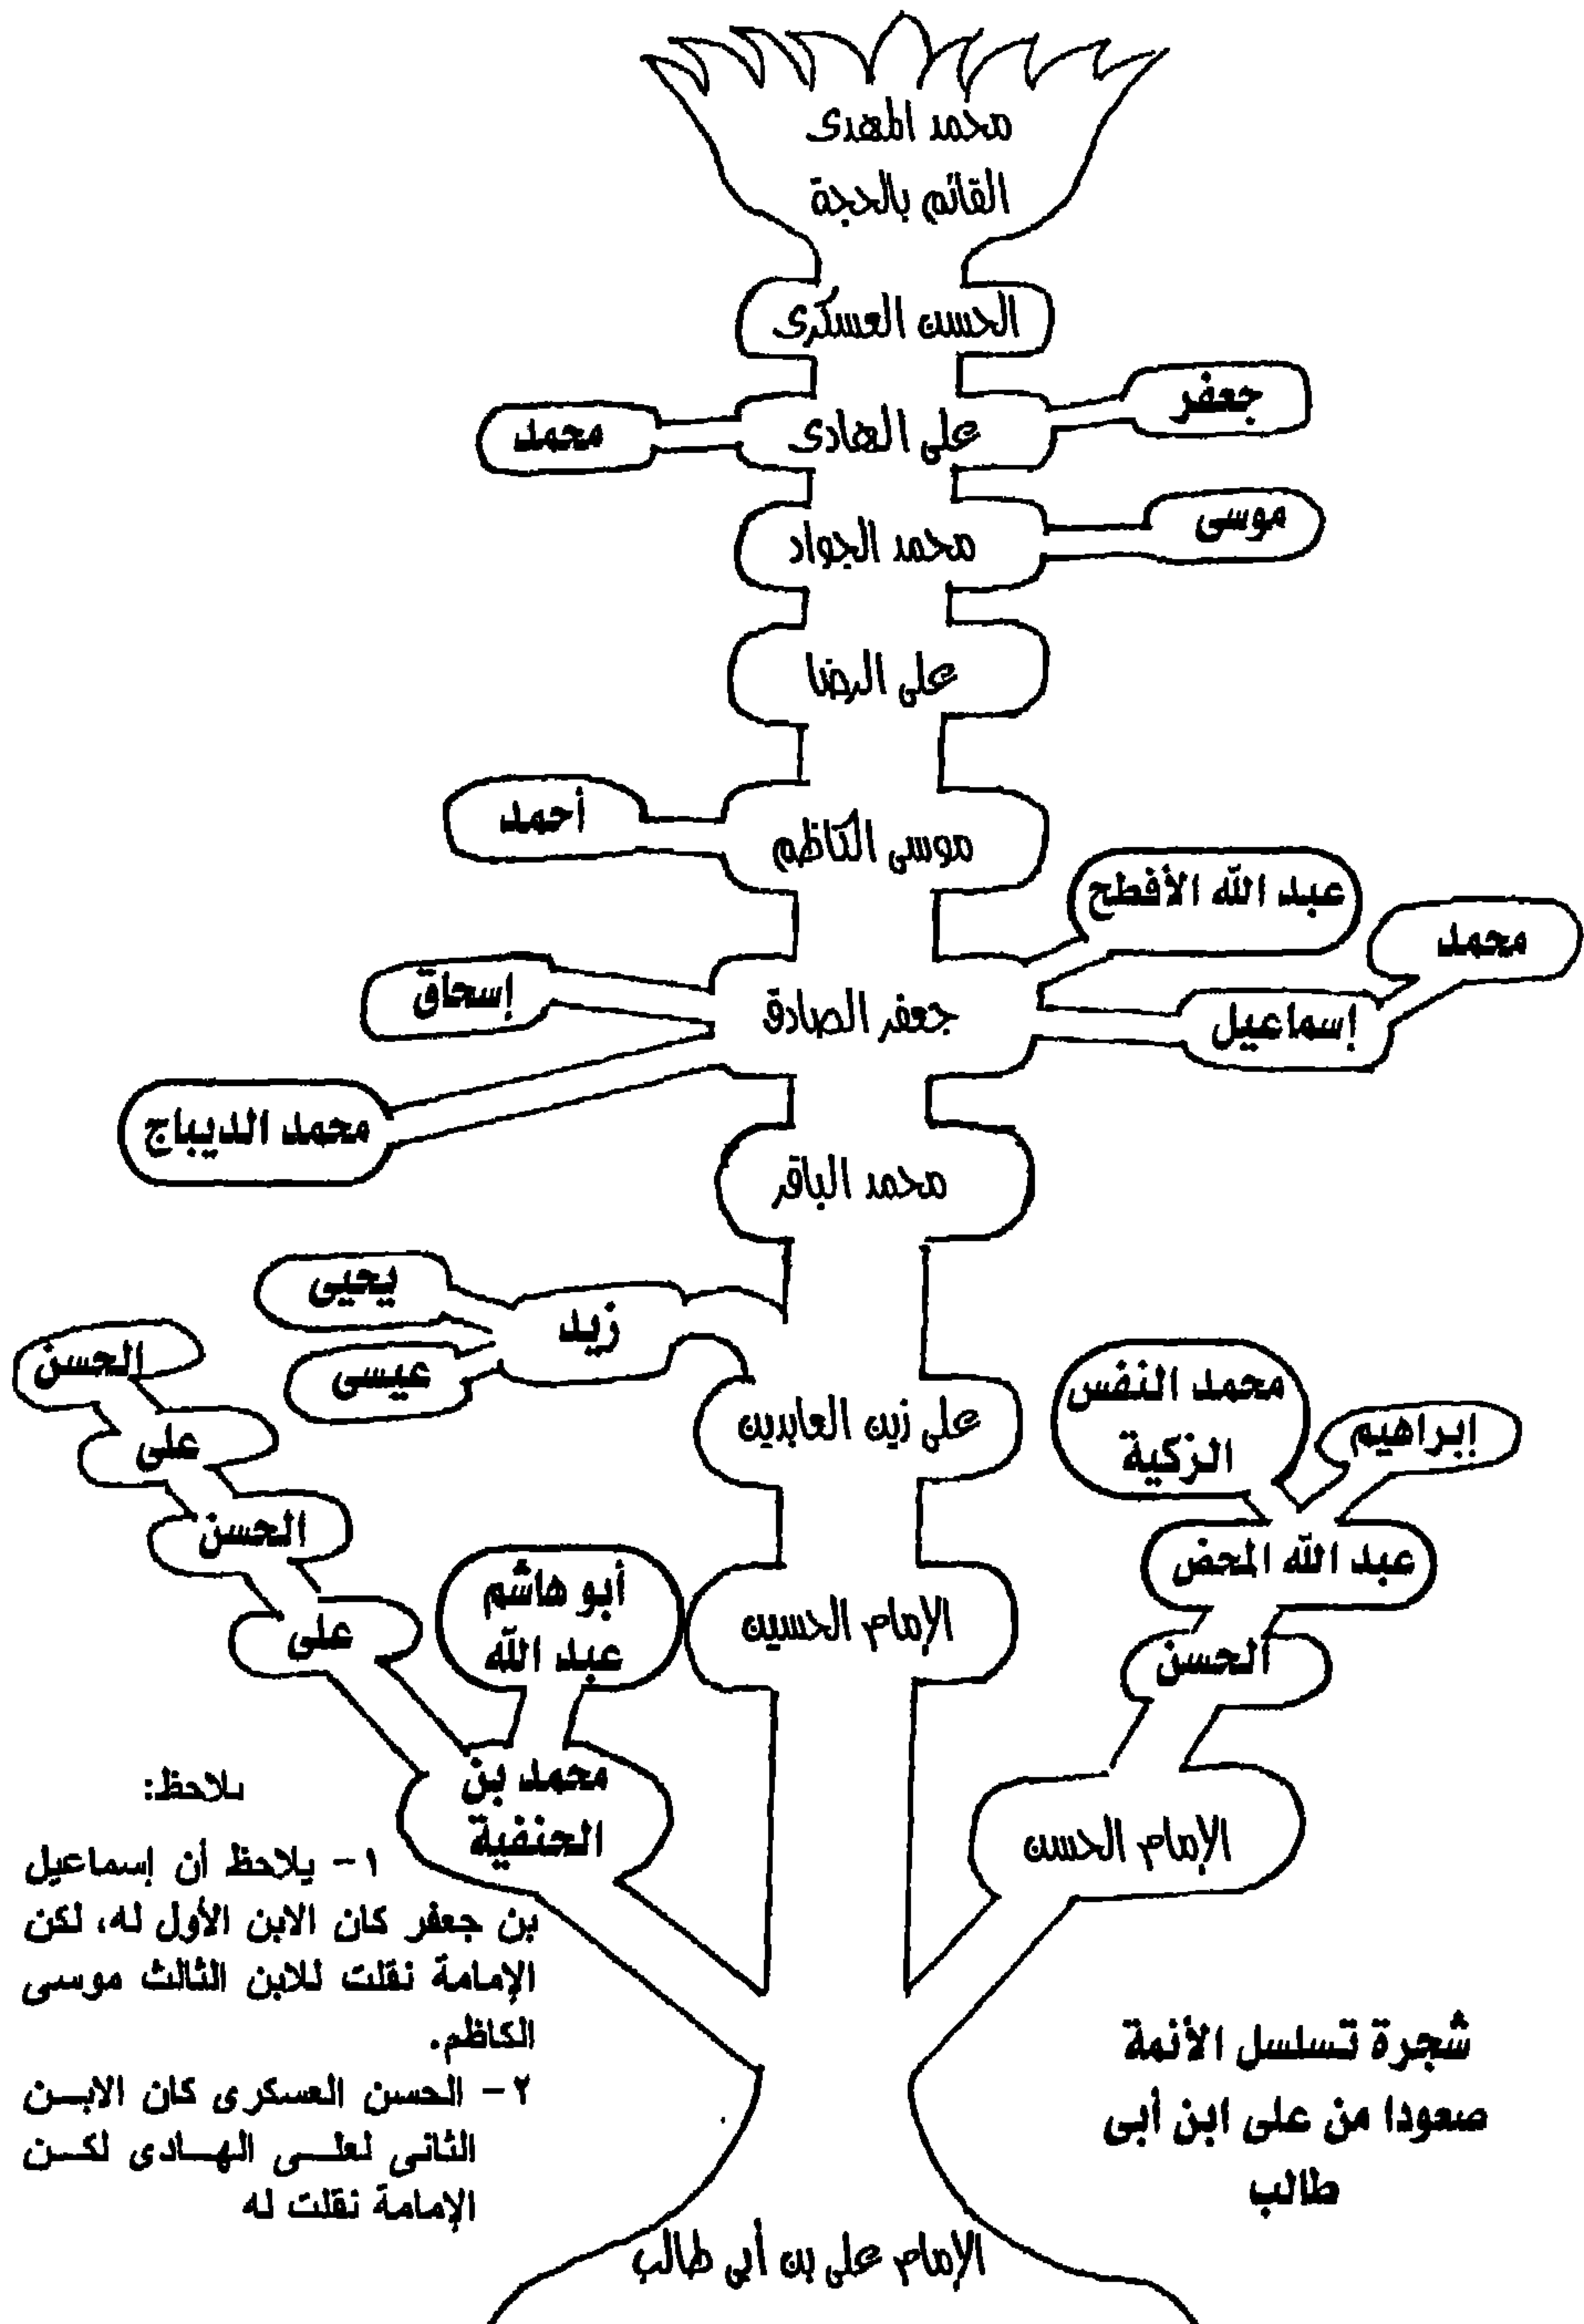 محمد المهدى
القائم بالحجة
الحسن العسكرى
جعفر
على الهادى
محمد
موسى
محمد الجواد
على الرضا
موسى الكاظم
أحمد
عبد الله الأفطح
محمد
إسماعيل
جعفر الصادق
إسحاق
محمد الديباج
محمد الباقر
زيد
يحيى
عيسى
على زين العابدين
محمد النفس
الزكية
إبراهيم
عبد الله المحض
الحسن
الإمام الحسن
الإمام الحسين
أبو هاشم
عبد الله
الحسن
على
الحسن
على
محمد بن
الحنفية
يلاحظ:
١- يلاحظ أن إسماعيل
بن جعفر كان الابن الأول له، لكن
الإمامة نقلت للابن الثالث موسى
الكاظم.
٢- الحسن العسكرى كان الابن
الثانى لعلى الهادى لكن
الإمامة نقلت له
شجرة تسلسل الأئمة
صعودا من على ابن أبى
طالب
الإمام على بن أبى طالب